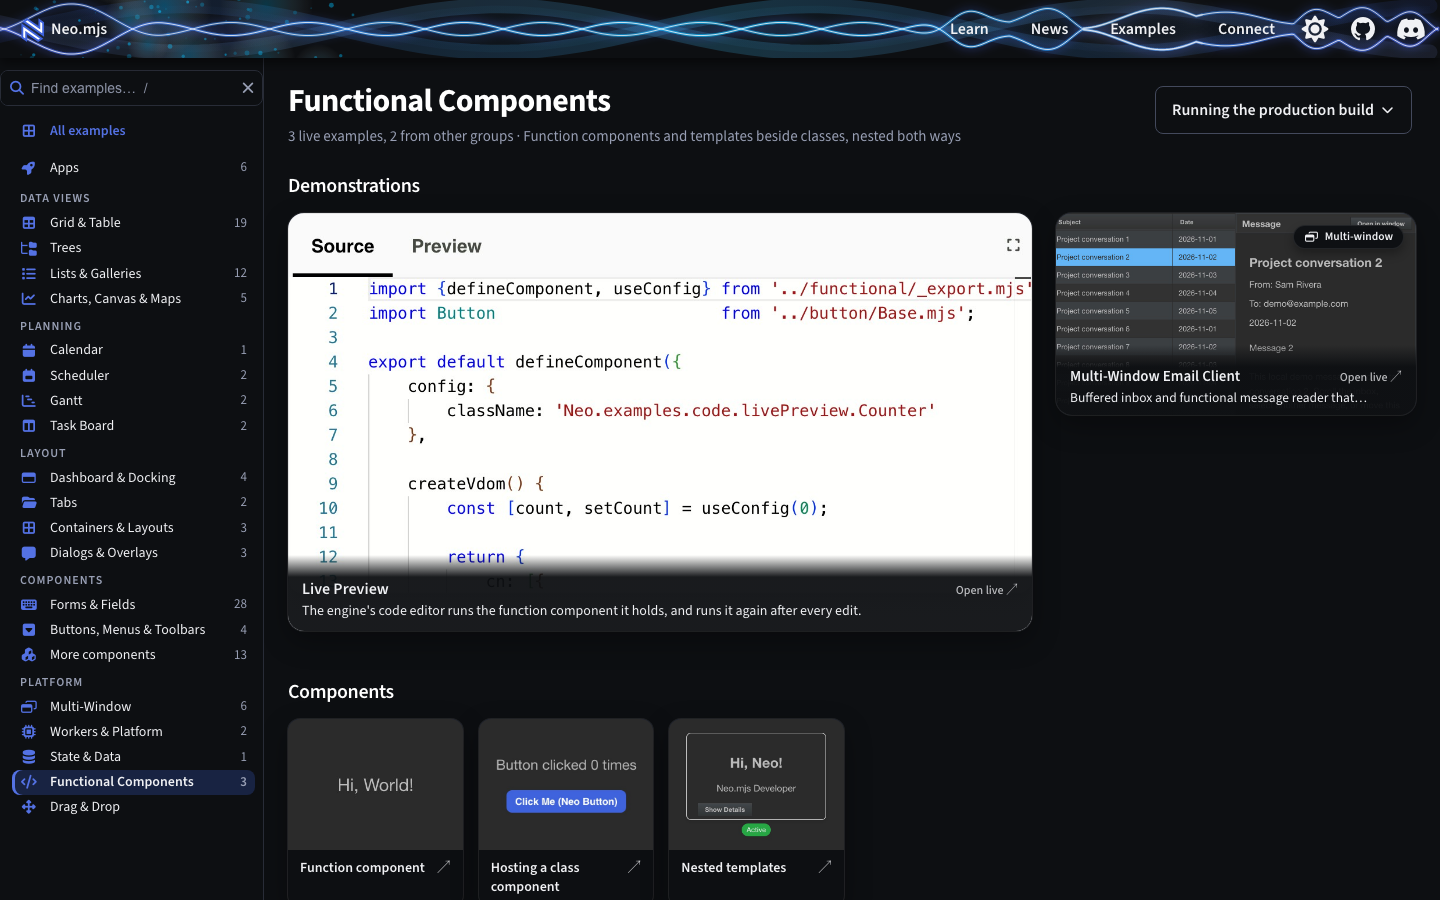 Neo.mjs
Learn
News
Examples
Connect
Find examples… /
All examples
Apps 6
DATA VIEWS
Grid & Table 19
Trees
Lists & Galleries 12
Charts, Canvas & Maps 5
PLANNING
Calendar 1
Scheduler 2
Gantt 2
Task Board 2
LAYOUT
Dashboard & Docking 4
Tabs 2
Containers & Layouts 3
Dialogs & Overlays 3
COMPONENTS
Forms & Fields 28
Buttons, Menus & Toolbars 4
More components 13
PLATFORM
Multi-Window 6
Workers & Platform 2
State & Data 1
Functional Components 3
Drag & Drop
Functional Components
3 live examples, 2 from other groups · Function components and templates beside classes, nested both ways
Running the production build
Demonstrations
Source Preview
1 import {defineComponent, useConfig} from '../functional/_export.mjs'
2 import Button from '../button/Base.mjs';
3
4 export default defineComponent({
5 config: {
6 className: 'Neo.examples.code.livePreview.Counter'
7 },
8
9 createVdom() {
10 const [count, setCount] = useConfig(0);
11
12 return {
cn: [{
Live Preview
Open live
The engine's code editor runs the function component it holds, and runs it again after every edit.
Subject Date Message Open in window
Multi-window
Project conversation 1 2026-11-01
Project conversation 2 2026-11-02
Project conversation 3 2026-11-03
Project conversation 4 2026-11-04
Project conversation 5 2026-11-05
Project conversation 6 2026-11-01
Project conversation 7 2026-11-02
Project conversation 2
From: Sam Rivera
To: demo@example.com
2026-11-02
Message 2
Multi-Window Email Client
Open live
Buffered inbox and functional message reader that…
Components
Hi, World!
Function component
Button clicked 0 times
Click Me (Neo Button)
Hosting a class
component
Hi, Neo!
Neo.mjs Developer
Show Details
Active
Nested templates